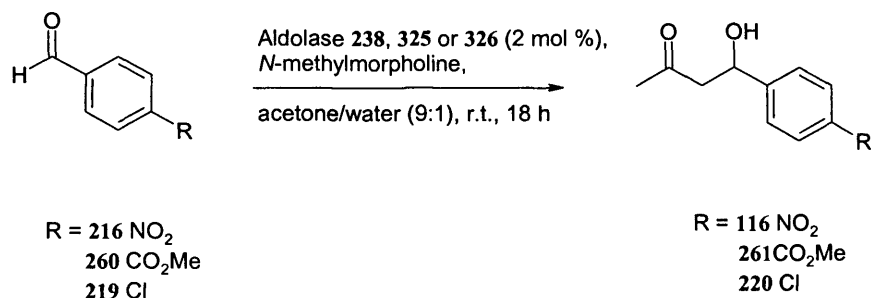 Aldolase 238, 325 or 326 (2 mol %),
N-methylmorpholine,
acetone/water (9:1), r.t., 18 h
O
H
R
O
OH
R
R = 216 NO₂
260 CO₂Me
219 Cl
R = 116 NO₂
261CO₂Me
220 Cl